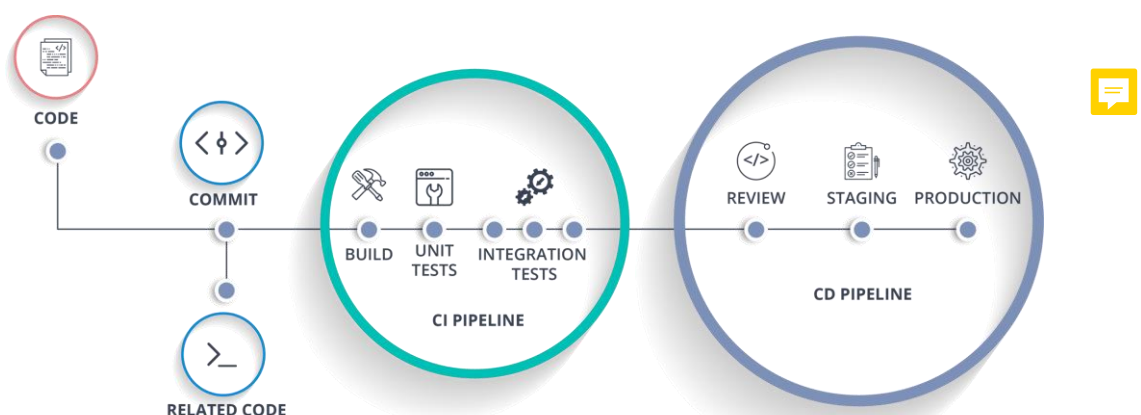 CODE
COMMIT
RELATED CODE
BUILD
UNIT
TESTS
INTEGRATION
TESTS
CI PIPELINE
REVIEW
STAGING
PRODUCTION
CD PIPELINE